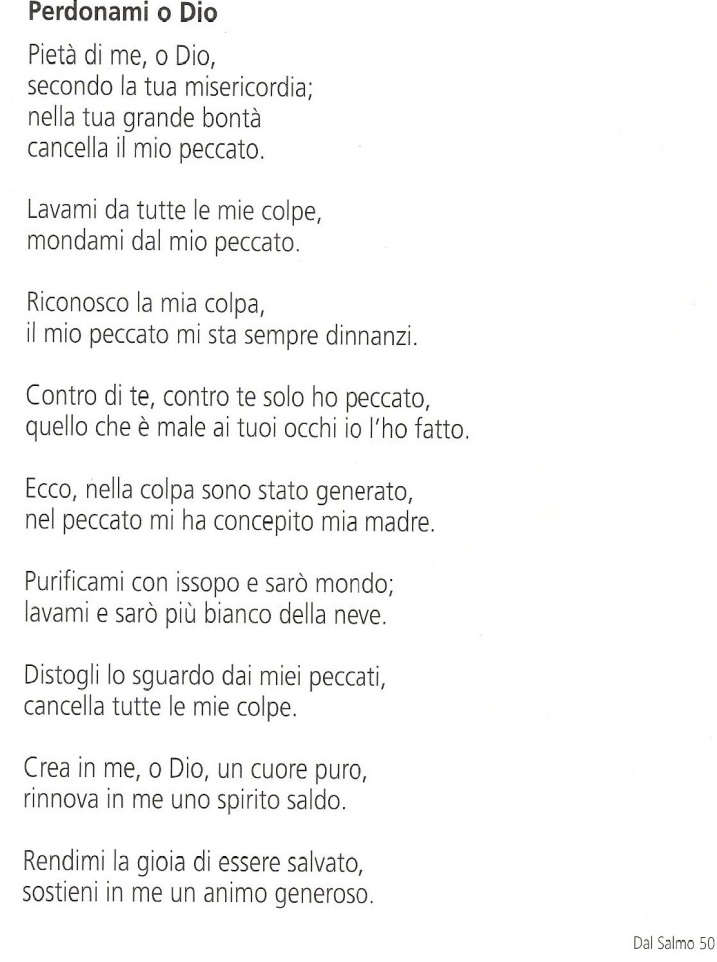 Perdonami o Dio
Pietà di me, o Dio,
secondo la tua misericordia;
nella tua grande bontà
cancella il mio peccato.
Lavami da tutte le mie colpe,
mondami dal mio peccato.
Riconosco la mia colpa,
il mio peccato mi sta sempre dinnanzi.
Contro di te, contro te solo ho peccato,
quello che è male ai tuoi occhi io l'ho fatto.
Ecco, nella colpa sono stato generato,
nel peccato mi ha concepito mia madre.
Purificami con issopo e sarò mondo;
lavami e sarò più bianco della neve.
Distogli lo sguardo dai miei peccati,
cancella tutte le mie colpe.
Crea in me, o Dio, un cuore puro,
rinnova in me uno spirito saldo.
Rendimi la gioia di essere salvato,
sostieni in me un animo generoso.
Dal Salmo 50